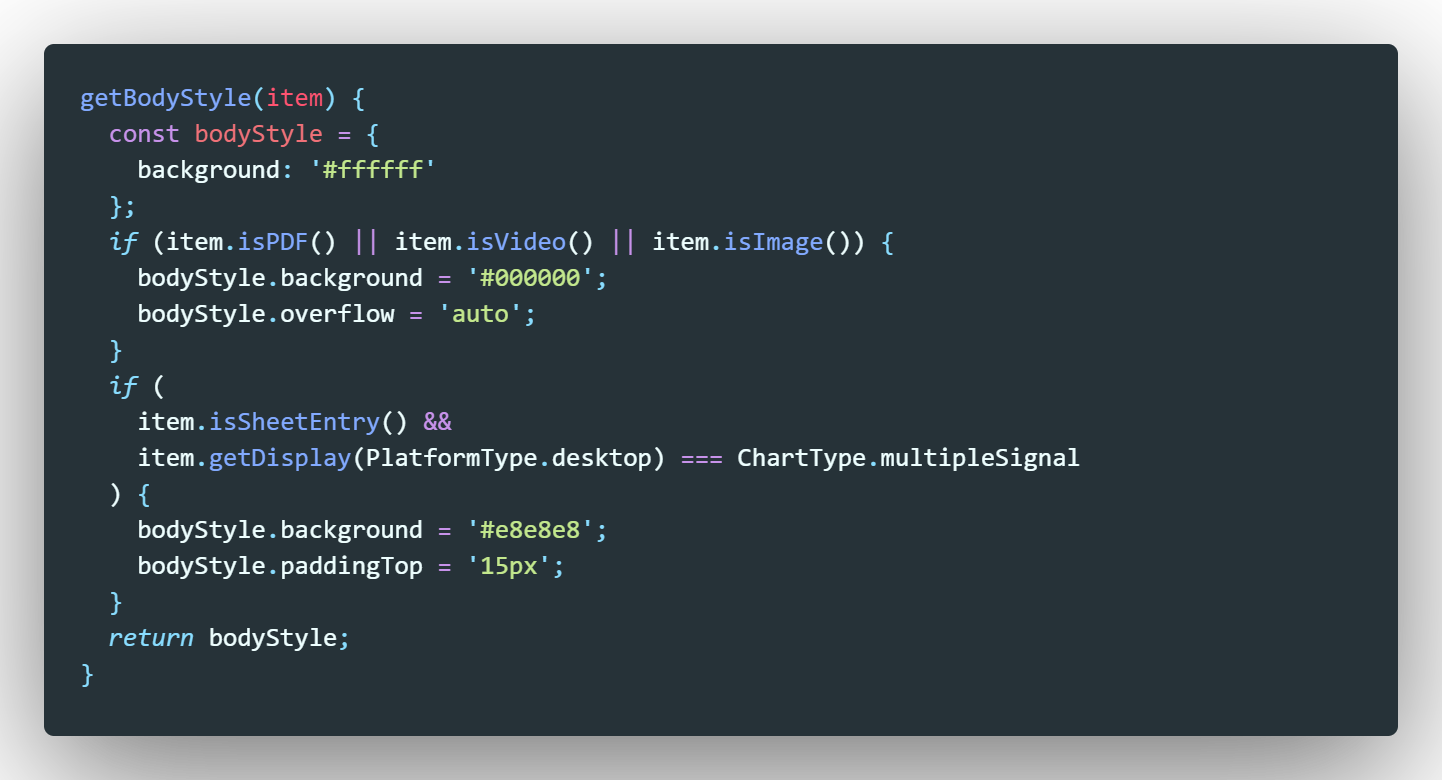 getBodyStyle(item) {
  const bodyStyle = {
    background: '#ffffff'
  };
  if (item.isPDF() || item.isVideo() || item.isImage()) {
    bodyStyle.background = '#000000';
    bodyStyle.overflow = 'auto';
  }
  if (
    item.isSheetEntry() &&
    item.getDisplay(PlatformType.desktop) === ChartType.multipleSignal
  ) {
    bodyStyle.background = '#e8e8e8';
    bodyStyle.paddingTop = '15px';
  }
  return bodyStyle;
}